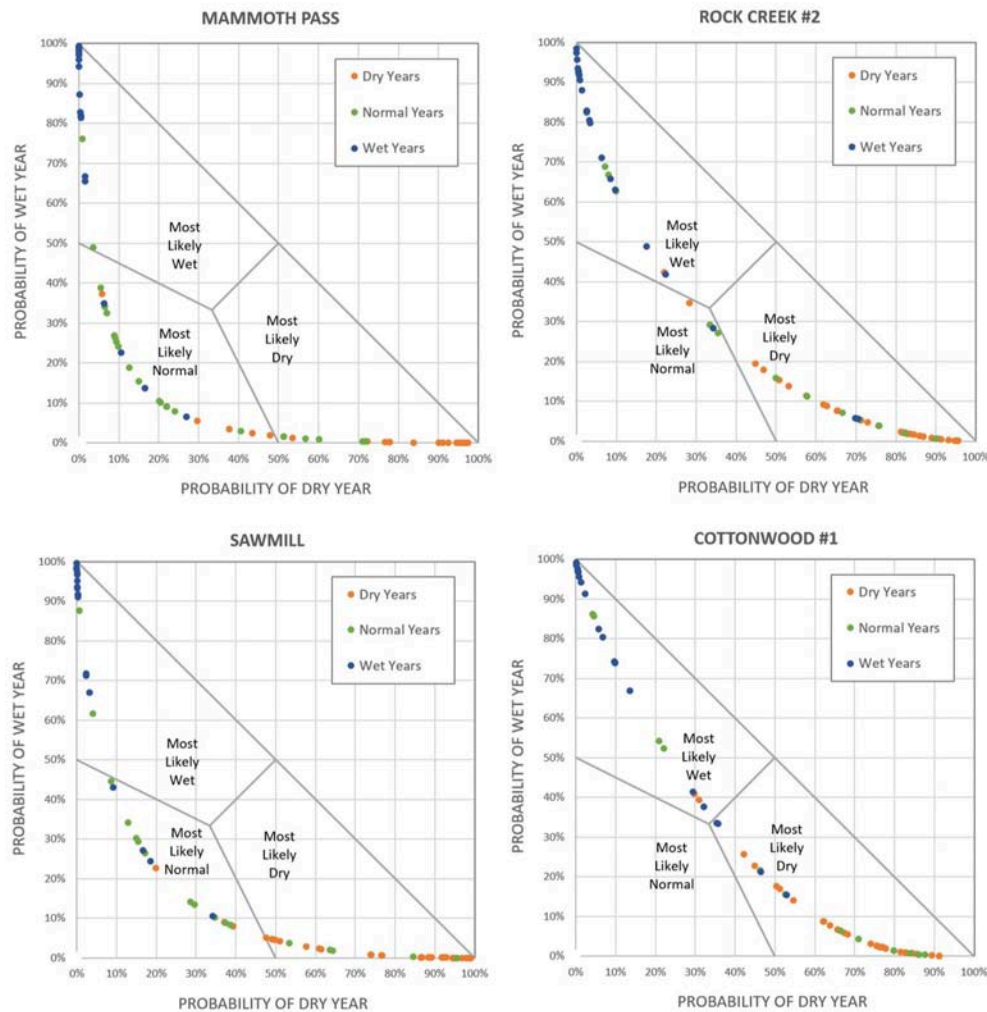 MAMMOTH PASS
100%
90%
80%
70%
60%
50%
40%
30%
20%
10%
0%
0% 10% 20% 30% 40% 50% 60% 70% 80% 90% 100%
PROBABILITY OF WET YEAR
PROBABILITY OF DRY YEAR
Dry Years
Normal Years
Wet Years
Most
Likely
Wet
Most
Likely
Normal
Most
Likely
Dry
ROCK CREEK #2
100%
90%
80%
70%
60%
50%
40%
30%
20%
10%
0%
0% 10% 20% 30% 40% 50% 60% 70% 80% 90% 100%
PROBABILITY OF WET YEAR
PROBABILITY OF DRY YEAR
Dry Years
Normal Years
Wet Years
Most
Likely
Wet
Most
Likely
Normal
Most
Likely
Dry
SAWMILL
100%
90%
80%
70%
60%
50%
40%
30%
20%
10%
0%
0% 10% 20% 30% 40% 50% 60% 70% 80% 90% 100%
PROBABILITY OF WET YEAR
PROBABILITY OF DRY YEAR
Dry Years
Normal Years
Wet Years
Most
Likely
Wet
Most
Likely
Normal
Most
Likely
Dry
COTTONWOOD #1
100%
90%
80%
70%
60%
50%
40%
30%
20%
10%
0%
0% 10% 20% 30% 40% 50% 60% 70% 80% 90% 100%
PROBABILITY OF WET YEAR
PROBABILITY OF DRY YEAR
Dry Years
Normal Years
Wet Years
Most
Likely
Wet
Most
Likely
Normal
Most
Likely
Dry